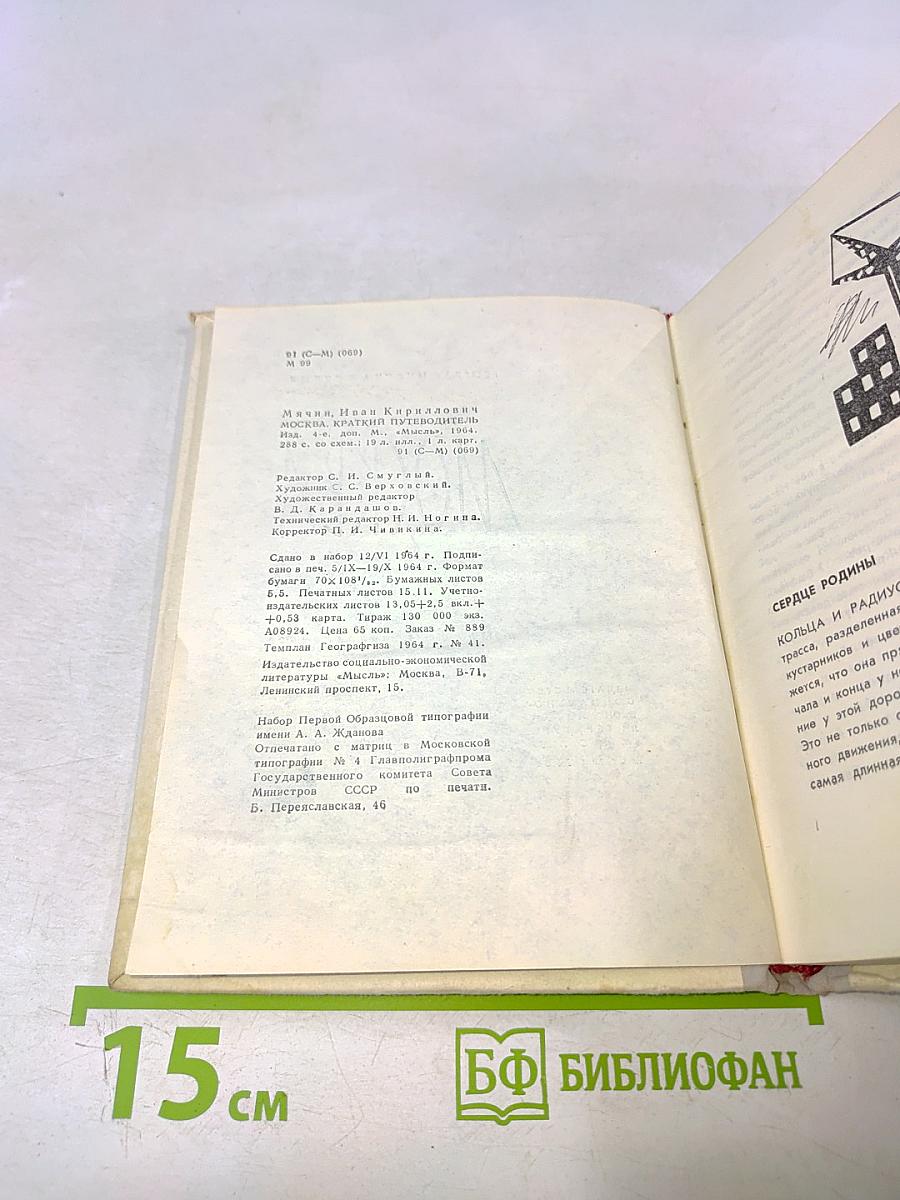 91 (С—М) (069)
М 99
Мячин, Иван Кириллович
МОСКВА. КРАТКИЙ ПУТЕВОДИТЕЛЬ
Изд. 4-е, доп. М., «Мысль», 1964.
288 с. со схем.; 19 л. илл., 1 л. карт.
91 (С—М) (069)
Редактор С. И. Смуглый.
Художник С. С. Верховский.
Художественный редактор
В. Д. Карандашов.
Технический редактор Н. И. Ногина.
Корректор П. И. Чивикина.
Сдано в набор 12/VI 1964 г. Подпи-
сано в печ. 5/IX—19/X 1964 г. Формат
бумаги 70×108¹/₃₂. Бумажных листов
5,5. Печатных листов 15.11. Учетно-
издательских листов 13,05+2,5 вкл.+
+0,53 карта. Тираж 130 000 экз.
А08924. Цена 65 коп. Заказ № 889
Темплан Географгиза 1964 г. № 41.
Издательство социально-экономической
литературы «Мысль»: Москва, В-71,
Ленинский проспект, 15.
Набор Первой Образцовой типографии
имени А. А. Жданова
Отпечатано с матриц в Московской
типографии № 4 Главполиграфпрома
Государственного комитета Совета
Министров СССР по печати.
Б. Переяславская, 46
СЕРДЦЕ РОДИНЫ
КОЛЬЦА И РАДИУС
трасса, разделенная
кустарников и цве
жется, что она пр
чала и конца у н
ние у этой доро
Это не только
ного движения,
самая длинная
15 см
БФ БИБЛИОФАН